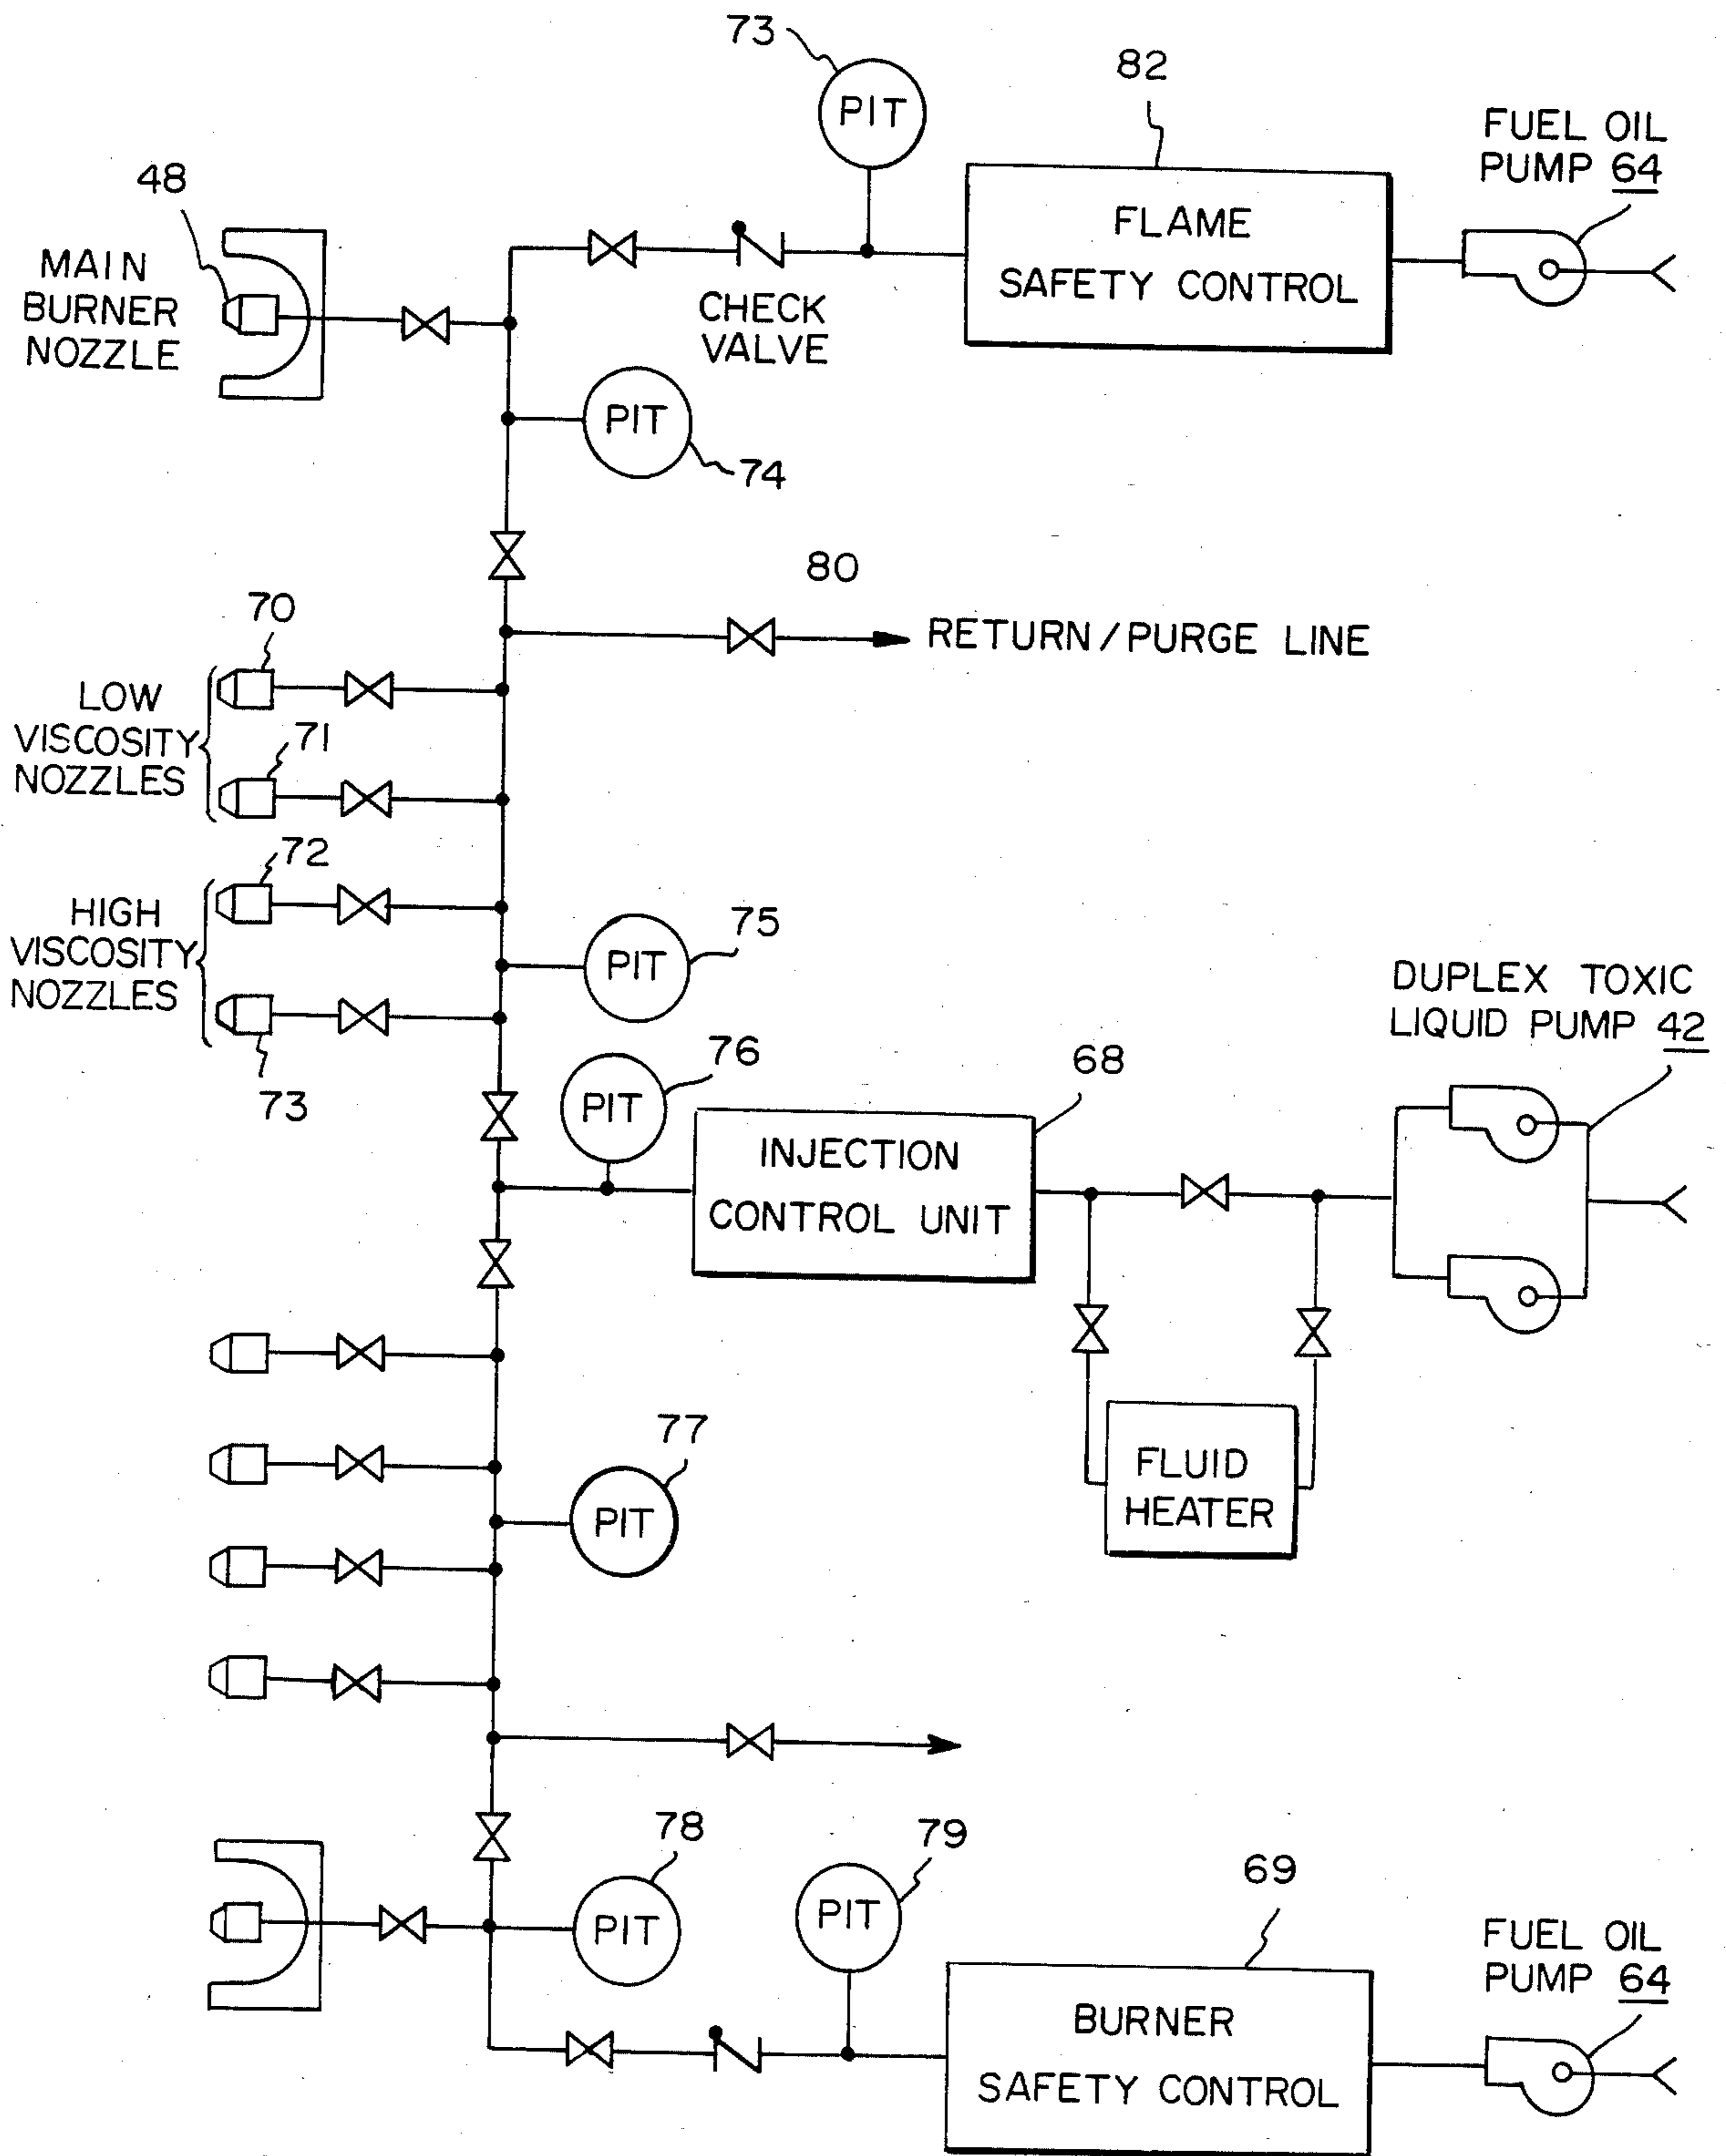 73
PIT
82
FUEL OIL
PUMP 64
48
MAIN
BURNER
NOZZLE
FLAME
SAFETY CONTROL
CHECK
VALVE
PIT
74
80
RETURN/PURGE LINE
70
LOW
VISCOSITY
NOZZLES
71
72
HIGH
VISCOSITY
NOZZLES
73
75
PIT
76
PIT
68
INJECTION
CONTROL UNIT
DUPLEX TOXIC
LIQUID PUMP 42
77
PIT
FLUID
HEATER
78
PIT
79
PIT
69
BURNER
SAFETY CONTROL
FUEL OIL
PUMP 64